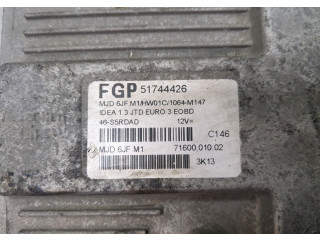 FGP 51744426
MJD 6JF.M1/HW01C/1064-M147
IDEA 1.3 JTD EURO 3 EOBD
46-S5RDAD 12V=
C146
MJD 6JF M1 71600.010.02
3K13